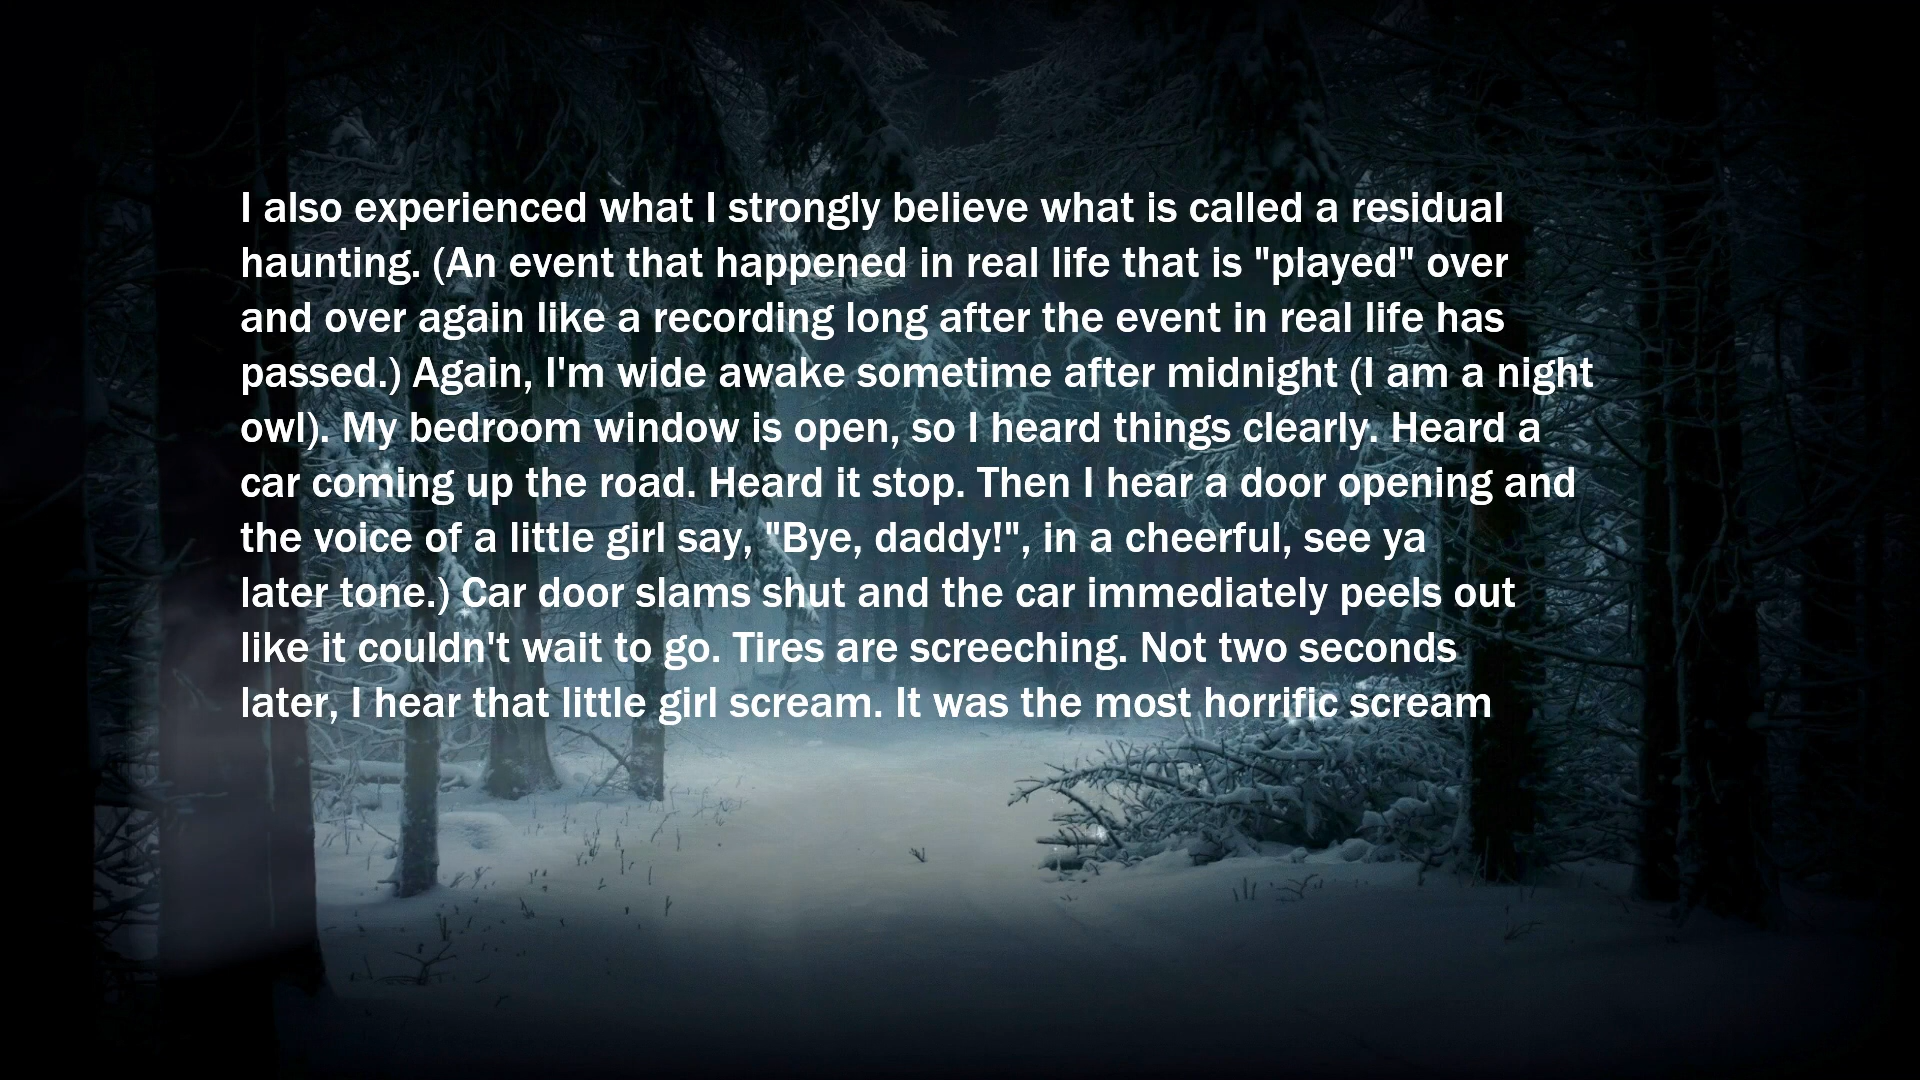 I also experienced what I strongly believe what is called a residual
haunting. (An event that happened in real life that is "played" over
and over again like a recording long after the event in real life has
passed.) Again, I'm wide awake sometime after midnight (I am a night
owl). My bedroom window is open, so I heard things clearly. Heard a
car coming up the road. Heard it stop. Then I hear a door opening and
the voice of a little girl say, "Bye, daddy!", in a cheerful, see ya
later tone.) Car door slams shut and the car immediately peels out
like it couldn't wait to go. Tires are screeching. Not two seconds
later, I hear that little girl scream. It was the most horrific scream